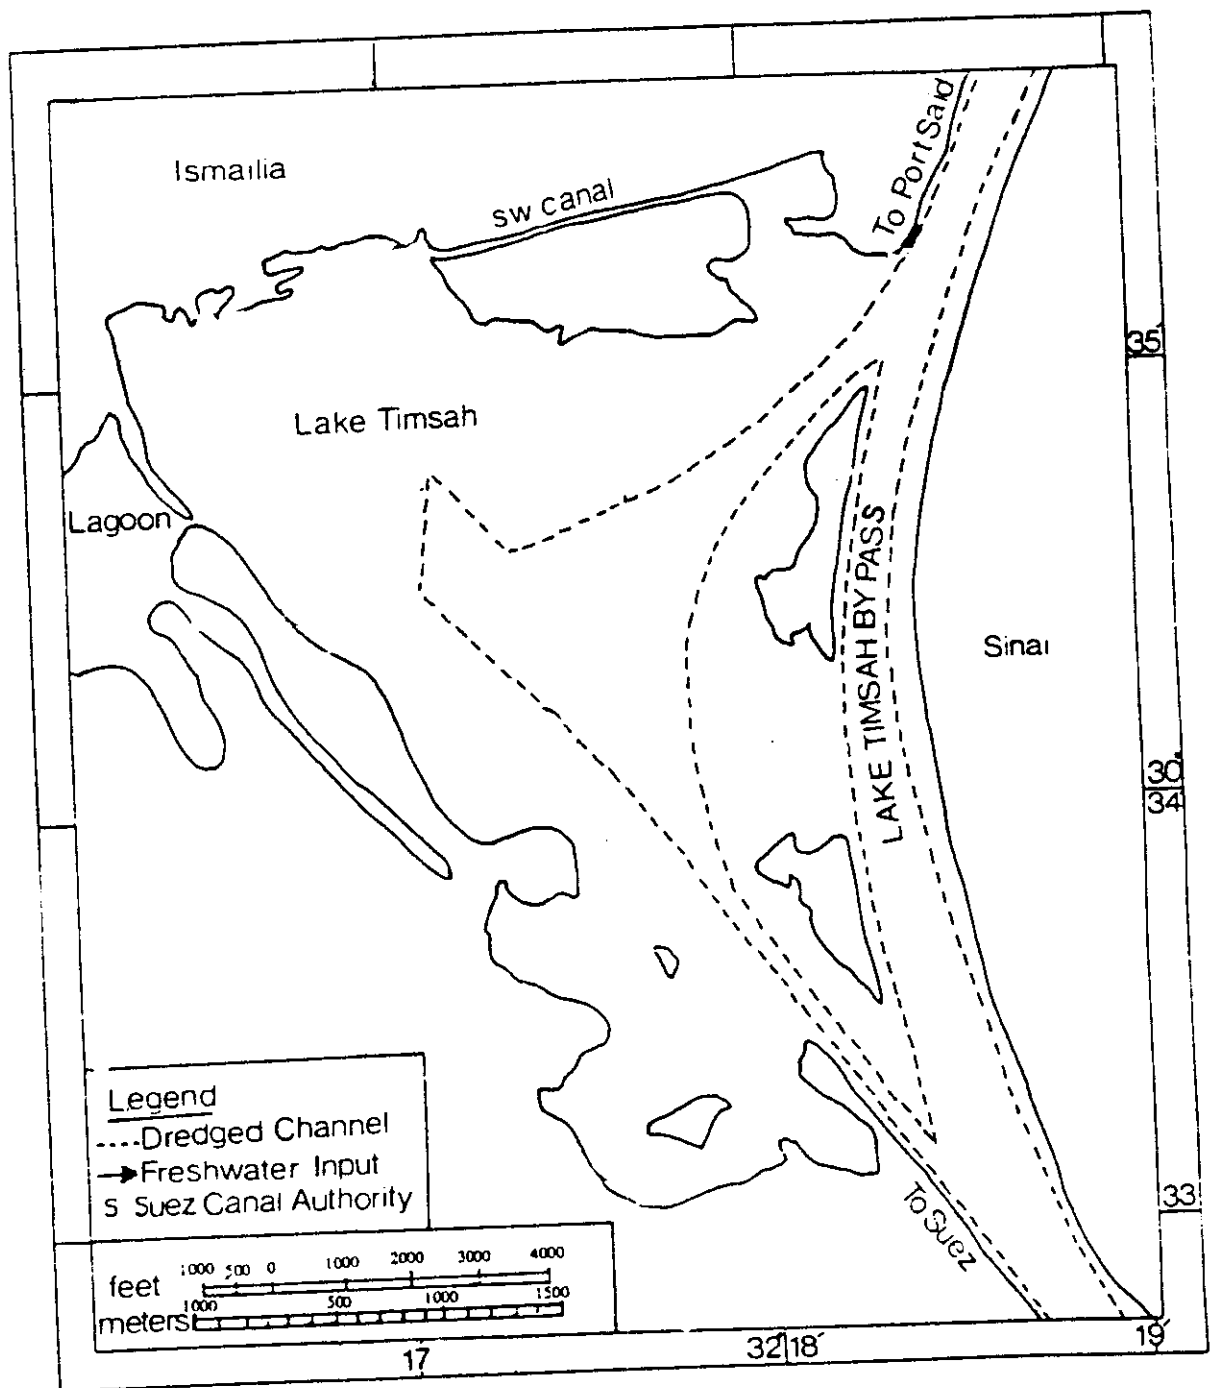 Ismailia
SW Canal
To Port Said
35'
Lake Timsah
Lagoon
LAKE TIMSAH BY PASS
Sinai
30°
34'
Legend
----Dredged Channel
Freshwater Input
S Suez Canal Authority
33
To Suez
feet 1000 500 0 1000 2000 3000 4000
meters 1000 500 1000 1500
17
32 18'
19'